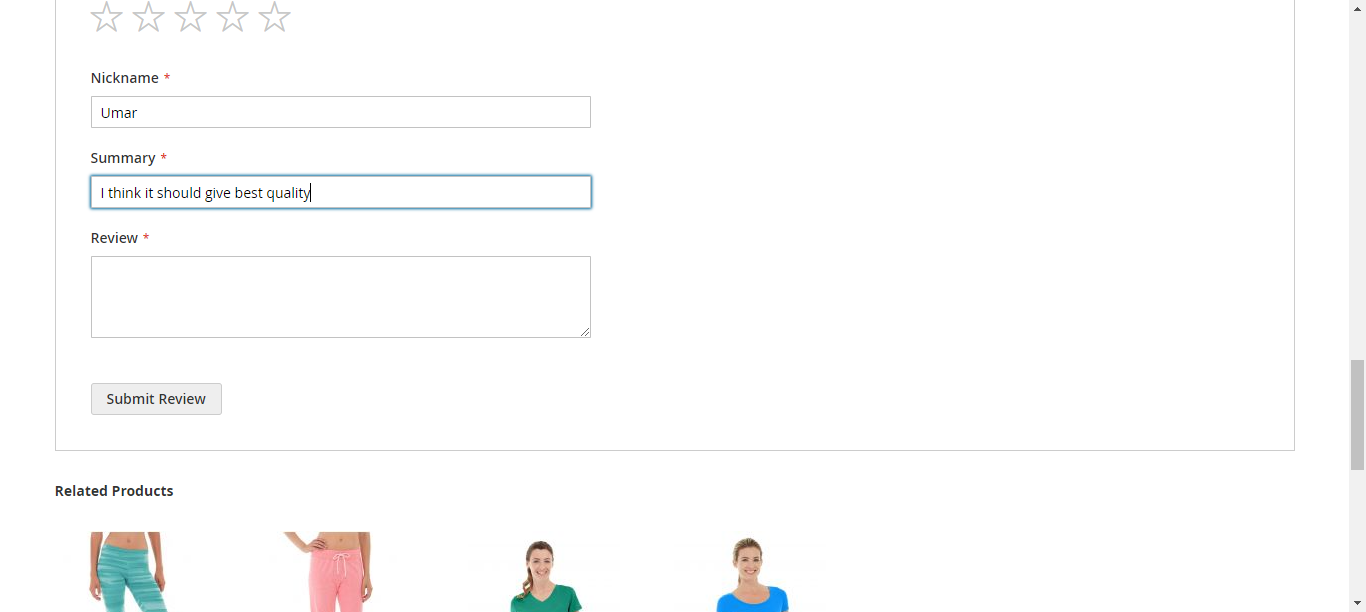 Nickname *
Umar
Summary *
I think it should give best quality
Review *
Submit Review
Related Products